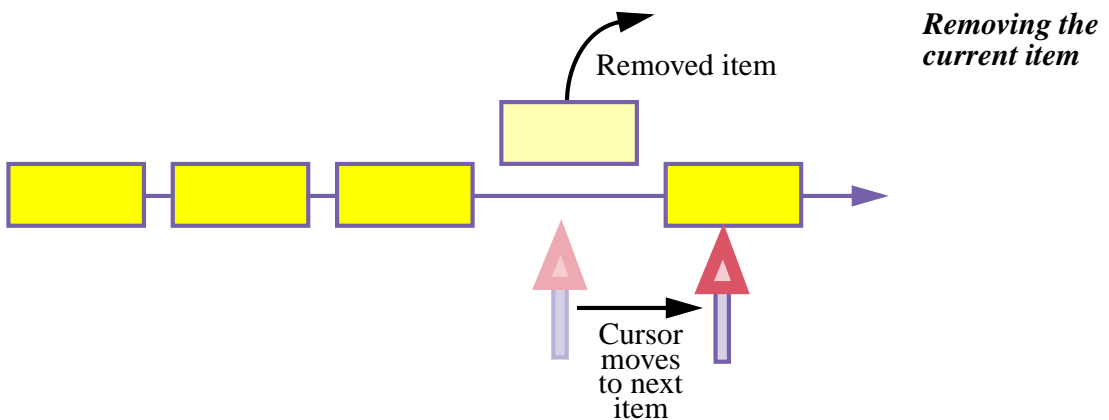 Removing the
current item
Removed item
Cursor
moves
to next
item